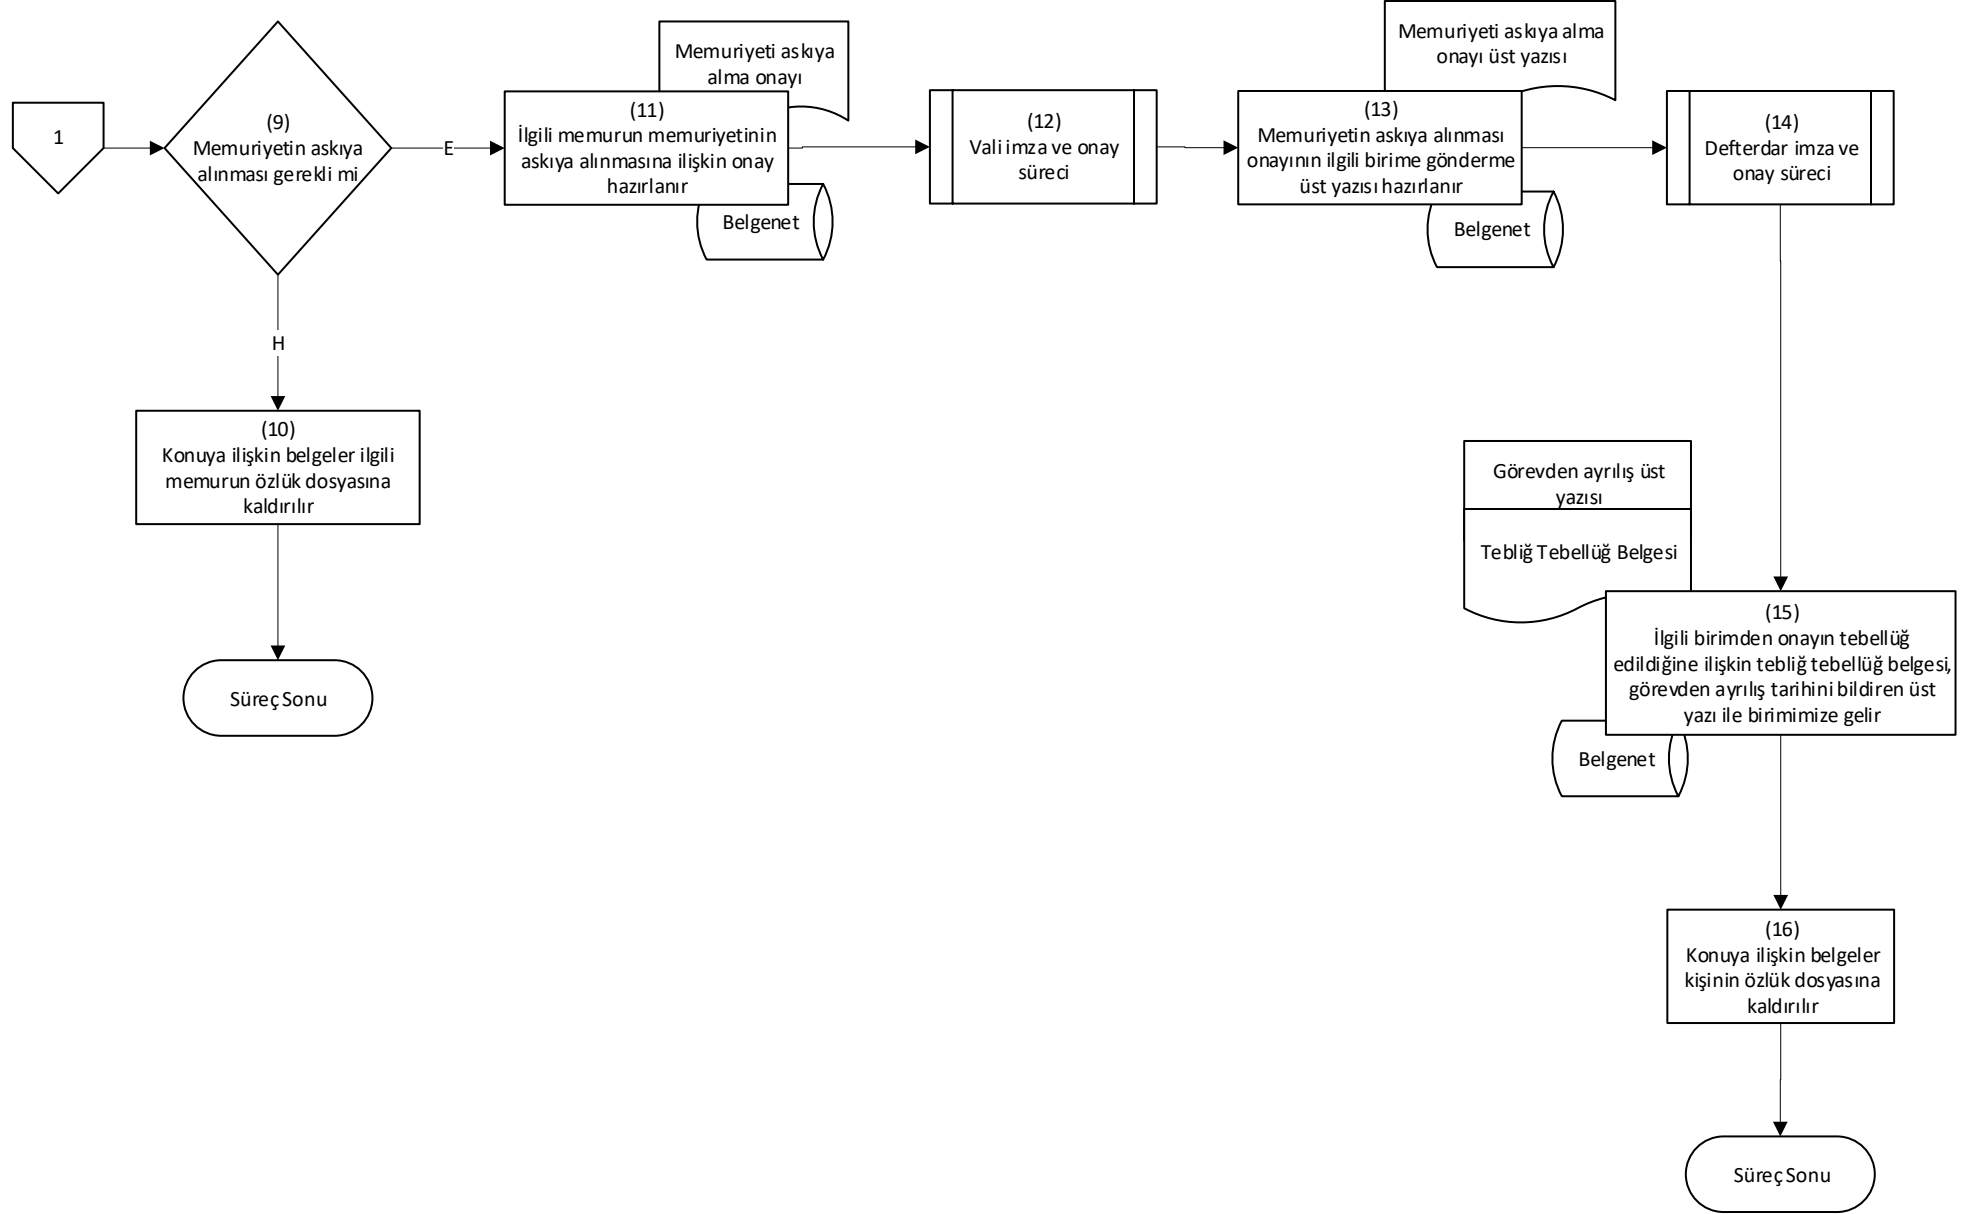 1
(9)
Memuriyetin askıya
alınması gerekli mi
E
H
(10)
Konuya ilişkin belgeler ilgili
memurun özlük dosyasına
kaldırılır
Süreç Sonu
Memuriyeti askıya
alma onayı
(11)
İlgili memurun memuriyetinin
askıya alınmasına ilişkin onay
hazırlanır
Belgenet
(12)
Vali imza ve onay
süreci
Memuriyeti askıya alma
onayı üst yazısı
(13)
Memuriyetin askıya alınması
onayının ilgili birime gönderme
üst yazısı hazırlanır
Belgenet
(14)
Defterdar imza ve
onay süreci
Görevden ayrılış üst
yazısı
Tebliğ Tebellüğ Belgesi
(15)
İlgili birimden onayın tebellüğ
edildiğine ilişkin tebliğ tebellüğ belgesi,
görevden ayrılış tarihini bildiren üst
yazı ile birimimize gelir
Belgenet
(16)
Konuya ilişkin belgeler
kişinin özlük dosyasına
kaldırılır
Süreç Sonu